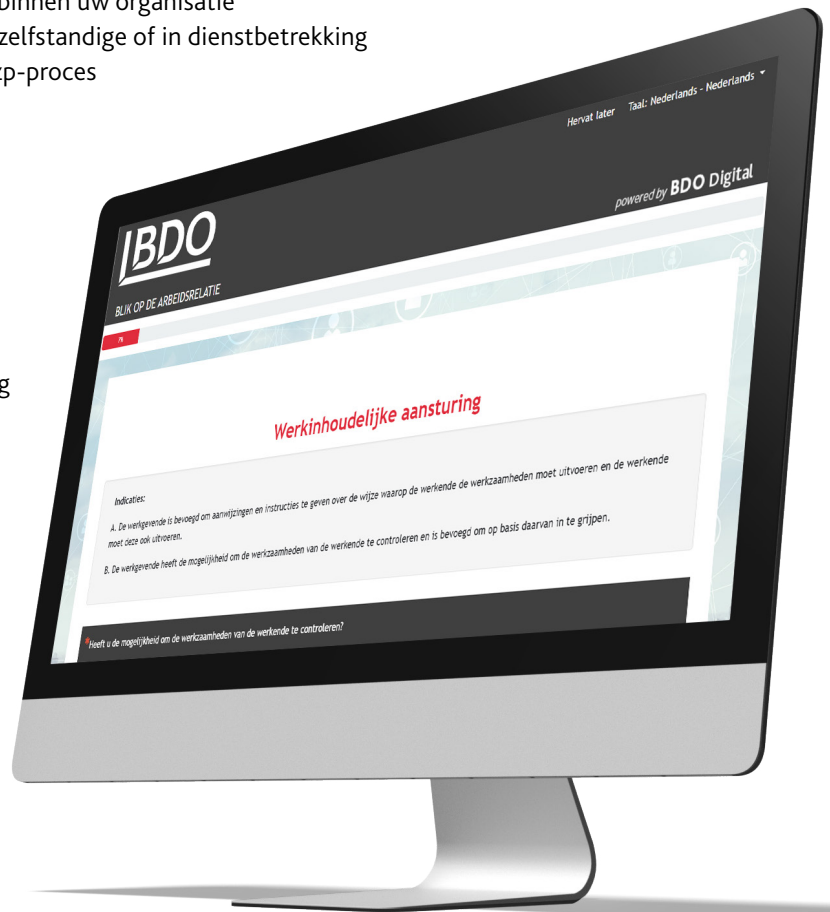 binnen uw organisatie
zelfstandige of in dienstbetrekking
zp-proces
g
Hervat later Taal: Nederlands - Nederlands
BDO
powered by BDO Digital
BLIK OP DE ARBEIDSRELATIE
7%
Werkinhoudelijke aansturing
Indicaties:
A. De werkgevende is bevoegd om aanwijzingen en instructies te geven over de wijze waarop de werkende de werkzaamheden moet uitvoeren en de werkende
moet deze ook uitvoeren.
B. De werkgevende heeft de mogelijkheid om de werkzaamheden van de werkende te controleren en is bevoegd om op basis daarvan in te grijpen.
*Heeft u de mogelijkheid om de werkzaamheden van de werkende te controleren?